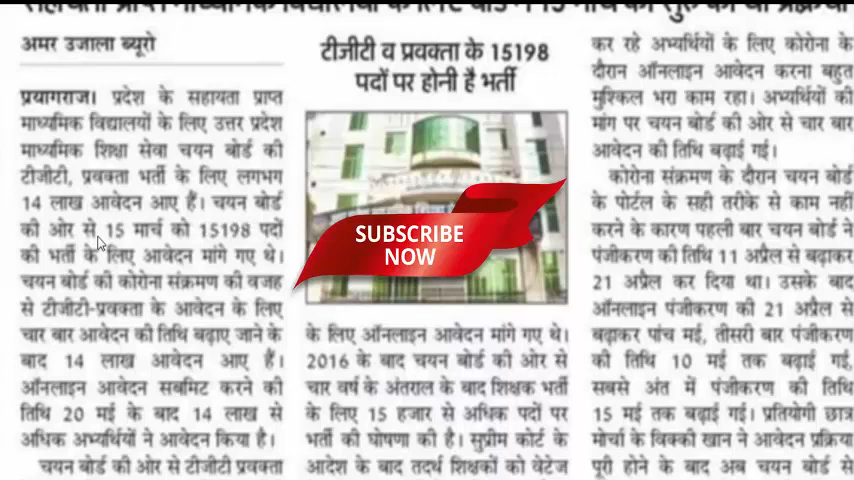 सहायता प्राप्त माध्यमिक विद्यालयों के लिए बोर्ड ने 15 मार्च को शुरू की थी प्रक्रिया
अमर उजाला ब्यूरो
प्रयागराज। प्रदेश के सहायता प्राप्त
माध्यमिक विद्यालयों के लिए उत्तर प्रदेश
माध्यमिक शिक्षा सेवा चयन बोर्ड की
टीजीटी, प्रवक्ता भर्ती के लिए लगभग
14 लाख आवेदन आए हैं। चयन बोर्ड
की ओर से 15 मार्च को 15198 पदों
की भर्ती के लिए आवेदन मांगे गए थे।
चयन बोर्ड की कोरोना संक्रमण की वजह
से टीजीटी-प्रवक्ता के आवेदन के लिए
चार बार आवेदन की तिथि बढ़ाए जाने के
बाद 14 लाख आवेदन आए हैं।
ऑनलाइन आवेदन सबमिट करने की
तिथि 20 मई के बाद 14 लाख से
अधिक अभ्यर्थियों ने आवेदन किया है।
चयन बोर्ड की ओर से टीजीटी प्रवक्ता
टीजीटी व प्रवक्ता के 15198
पदों पर होनी है भर्ती
SUBSCRIBE
NOW
के लिए ऑनलाइन आवेदन मांगे गए थे।
2016 के बाद चयन बोर्ड की ओर से
चार वर्ष के अंतराल के बाद शिक्षक भर्ती
के लिए 15 हजार से अधिक पदों पर
भर्ती की घोषणा की है। सुप्रीम कोर्ट के
आदेश के बाद तदर्थ शिक्षकों को वेटेज
कर रहे अभ्यर्थियों के लिए कोरोना के
दौरान ऑनलाइन आवेदन करना बहुत
मुश्किल भरा काम रहा। अभ्यर्थियों की
मांग पर चयन बोर्ड की ओर से चार बार
आवेदन की तिथि बढ़ाई गई।
कोरोना संक्रमण के दौरान चयन बोर्ड
के पोर्टल के सही तरीके से काम नहीं
करने के कारण पहली बार चयन बोर्ड ने
पंजीकरण की तिथि 11 अप्रैल से बढ़ाकर
21 अप्रैल कर दिया था। उसके बाद
ऑनलाइन पंजीकरण की 21 अप्रैल से
बढ़ाकर पांच मई, तीसरी बार पंजीकरण
की तिथि 10 मई तक बढ़ाई गई,
सबसे अंत में पंजीकरण की तिथि
15 मई तक बढ़ाई गई। प्रतियोगी छात्र
मोर्चा के विक्की खान ने आवेदन प्रक्रिया
पूरी होने के बाद अब चयन बोर्ड से